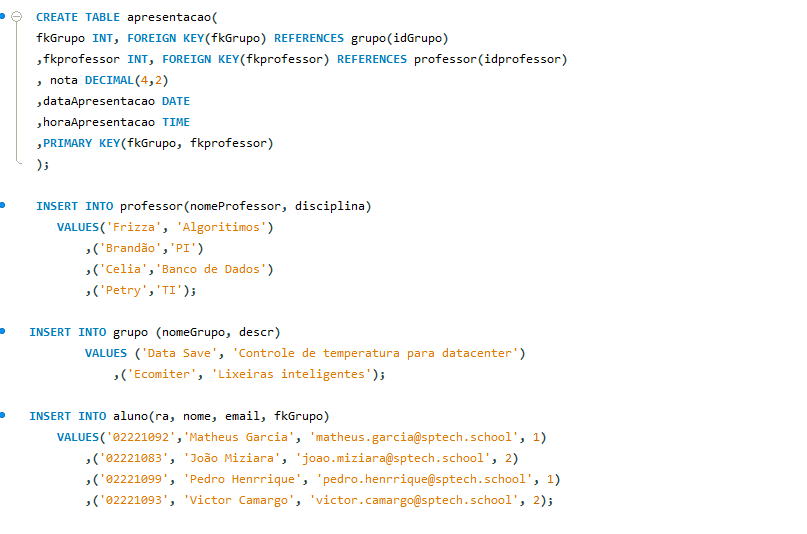 CREATE TABLE apresentacao(
fkGrupo INT, FOREIGN KEY(fkGrupo) REFERENCES grupo(idGrupo)
,fkprofessor INT, FOREIGN KEY(fkprofessor) REFERENCES professor(idprofessor)
, nota DECIMAL(4,2)
,dataApresentacao DATE
,horaApresentacao TIME
,PRIMARY KEY(fkGrupo, fkprofessor)
);
INSERT INTO professor(nomeProfessor, disciplina)
VALUES('Frizza', 'Algoritimos')
,('Brandão','PI')
,('Celia','Banco de Dados')
,('Petry','TI');
INSERT INTO grupo (nomeGrupo, descr)
VALUES ('Data Save', 'Controle de temperatura para datacenter')
,('Ecomiter', 'Lixeiras inteligentes');
INSERT INTO aluno(ra, nome, email, fkGrupo)
VALUES('02221092','Matheus Garcia', 'matheus.garcia@sptech.school', 1)
,('02221083', 'João Miziara', 'joao.miziara@sptech.school', 2)
,('02221099', 'Pedro Henrrique', 'pedro.henrrique@sptech.school', 1)
,('02221093', 'Victor Camargo', 'victor.camargo@sptech.school', 2);